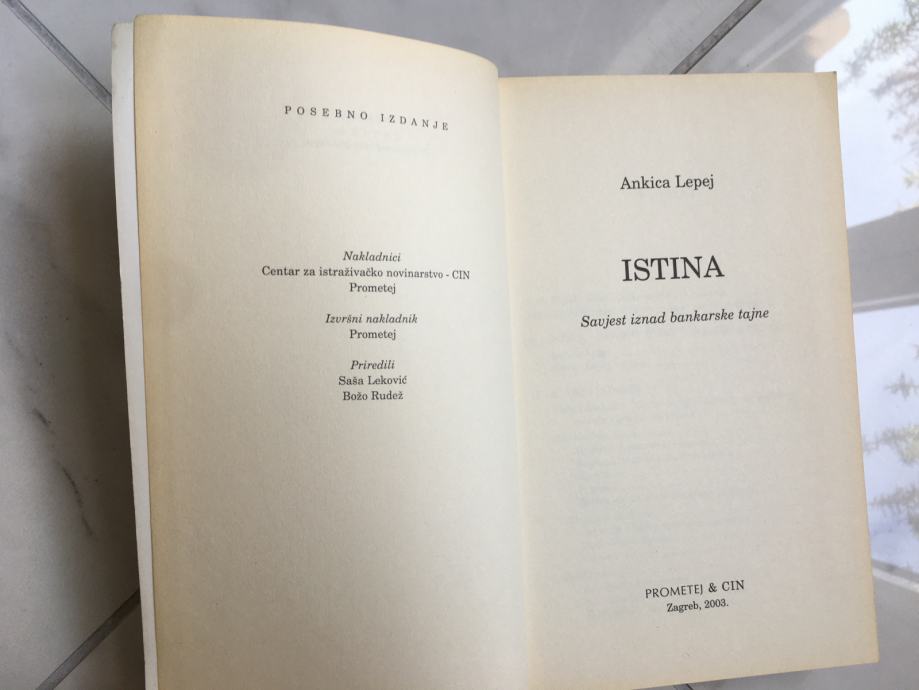 POSEBNO IZDANJE
Nakladnici
Centar za istraživačko novinarstvo - CIN
Prometej
Izvršni nakladnik
Prometej
Priredili
Saša Leković
Božo Rudež
Ankica Lepej
ISTINA
Savjest iznad bankarske tajne
PROMETEJ & CIN
Zagreb, 2003.